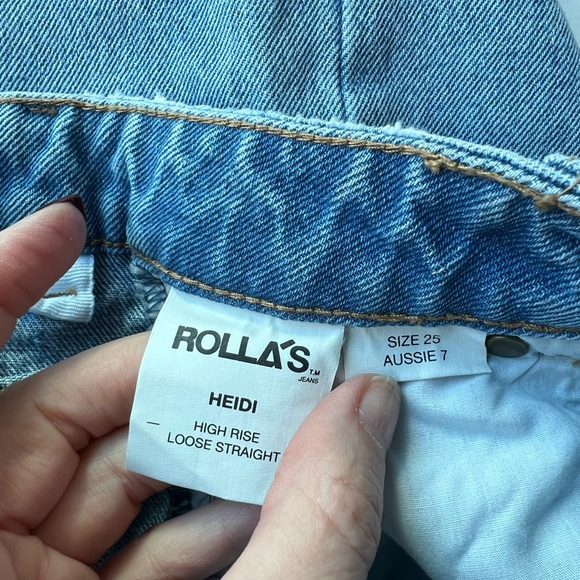 ROLLA'S
T.M
JEANS
HEIDI
HIGH RISE
LOOSE STRAIGHT
SIZE 25
AUSSIE 7